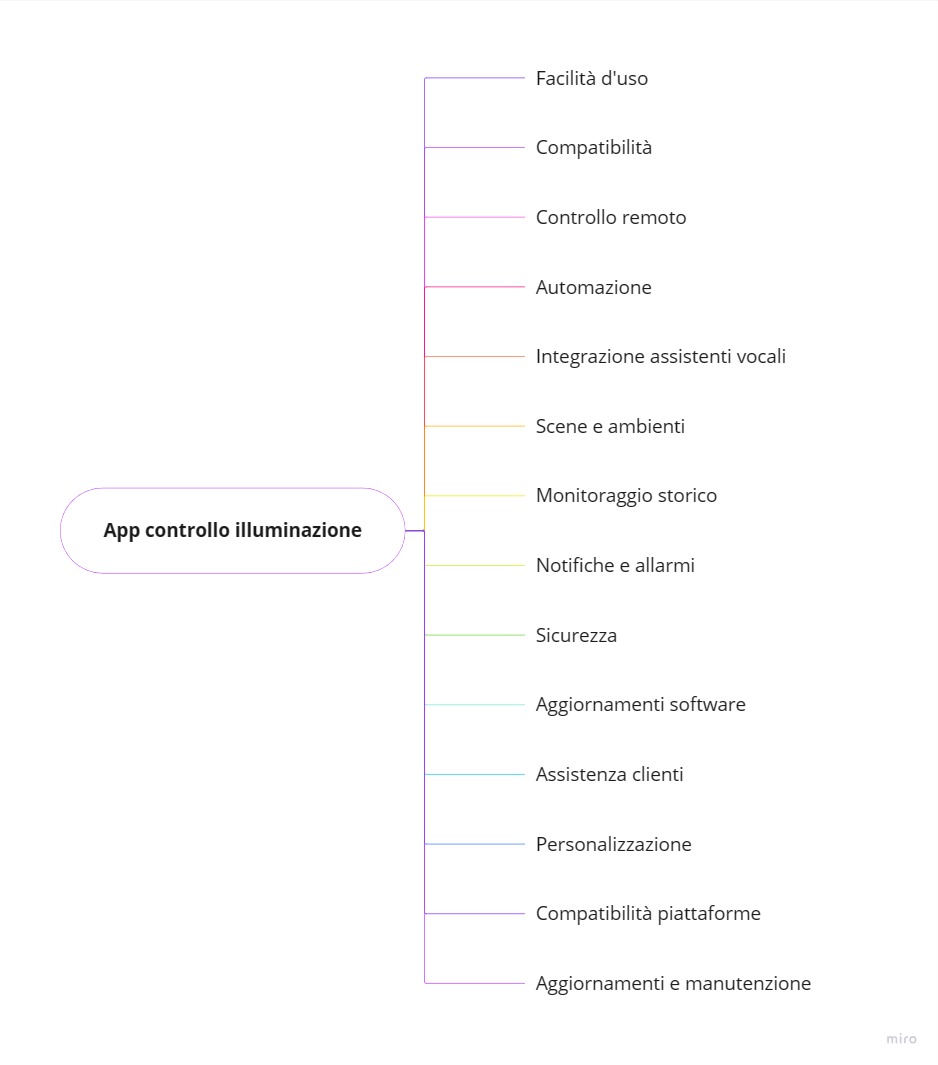 Facilità d'uso
Compatibilità
Controllo remoto
Automazione
Integrazione assistenti vocali
Scene e ambienti
Monitoraggio storico
App controllo illuminazione
Notifiche e allarmi
Sicurezza
Aggiornamenti software
Assistenza clienti
Personalizzazione
Compatibilità piattaforme
Aggiornamenti e manutenzione
miro